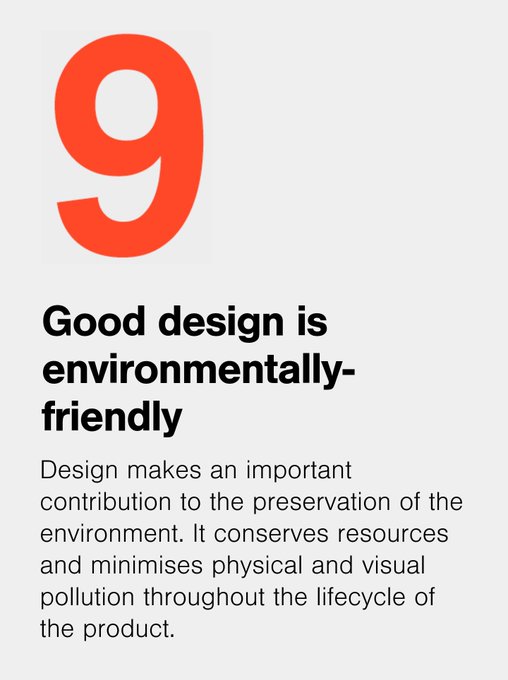 9
Good design is
environmentally-
friendly
Design makes an important
contribution to the preservation of the
environment. It conserves resources
and minimises physical and visual
pollution throughout the lifecycle of
the product.